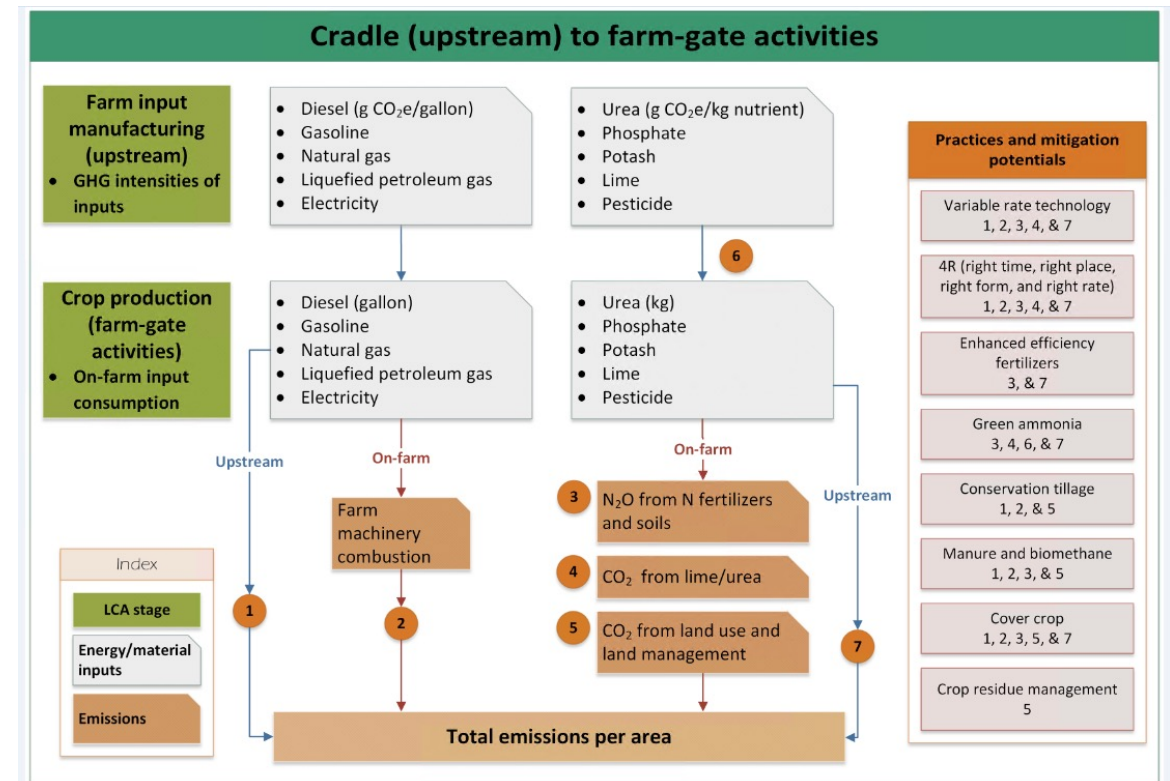 Cradle (upstream) to farm-gate activities
Farm input
manufacturing
(upstream)
• GHG intensities of
inputs
• Diesel (g CO₂e/gallon)
• Gasoline
• Natural gas
• Liquefied petroleum gas
• Electricity
• Urea (g CO₂e/kg nutrient)
• Phosphate
• Potash
• Lime
• Pesticide
6
Crop production
(farm-gate
activities)
• On-farm input
consumption
• Diesel (gallon)
• Gasoline
• Natural gas
• Liquefied petroleum gas
• Electricity
• Urea (kg)
• Phosphate
• Potash
• Lime
• Pesticide
Upstream
On-farm
On-farm
Upstream
Farm
machinery
combustion
3
N₂O from N fertilizers
and soils
4
CO₂ from lime/urea
5
CO₂ from land use and
land management
1
2
7
Total emissions per area
Index
LCA stage
Energy/material
inputs
Emissions
Practices and mitigation
potentials
Variable rate technology
1, 2, 3, 4, & 7
4R (right time, right place,
right form, and right rate)
1, 2, 3, 4, & 7
Enhanced efficiency
fertilizers
3, & 7
Green ammonia
3, 4, 6, & 7
Conservation tillage
1, 2, & 5
Manure and biomethane
1, 2, 3, & 5
Cover crop
1, 2, 3, 5, & 7
Crop residue management
5